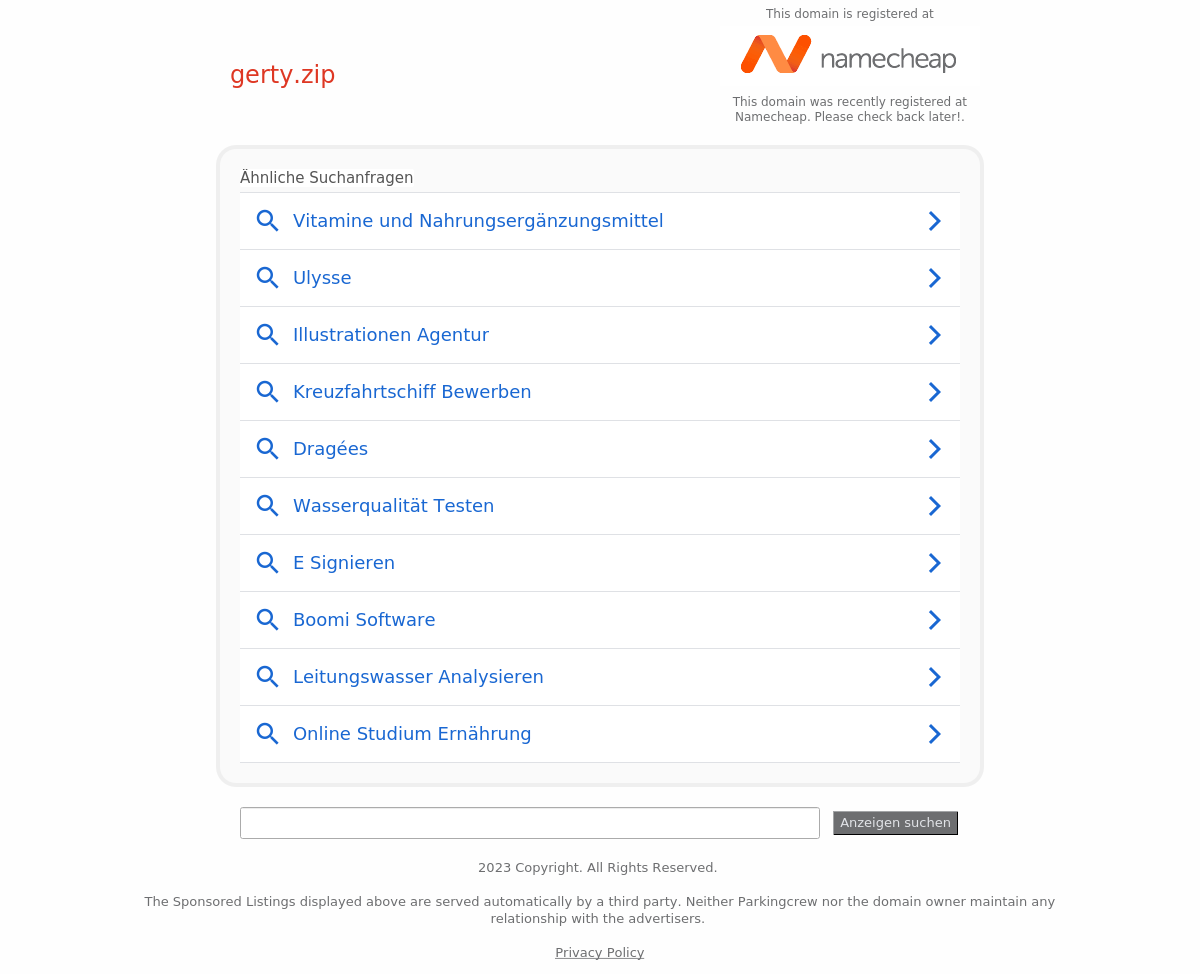 This domain is registered at
namecheap
gerty.zip
This domain was recently registered at
Namecheap. Please check back later!.
Ähnliche Suchanfragen
Vitamine und Nahrungsergänzungsmittel
Ulysse
Illustrationen Agentur
Kreuzfahrtschiff Bewerben
Dragées
Wasserqualität Testen
E Signieren
Boomi Software
Leitungswasser Analysieren
Online Studium Ernährung
Anzeigen suchen
2023 Copyright. All Rights Reserved.
The Sponsored Listings displayed above are served automatically by a third party. Neither Parkingcrew nor the domain owner maintain any
relationship with the advertisers.
Privacy Policy